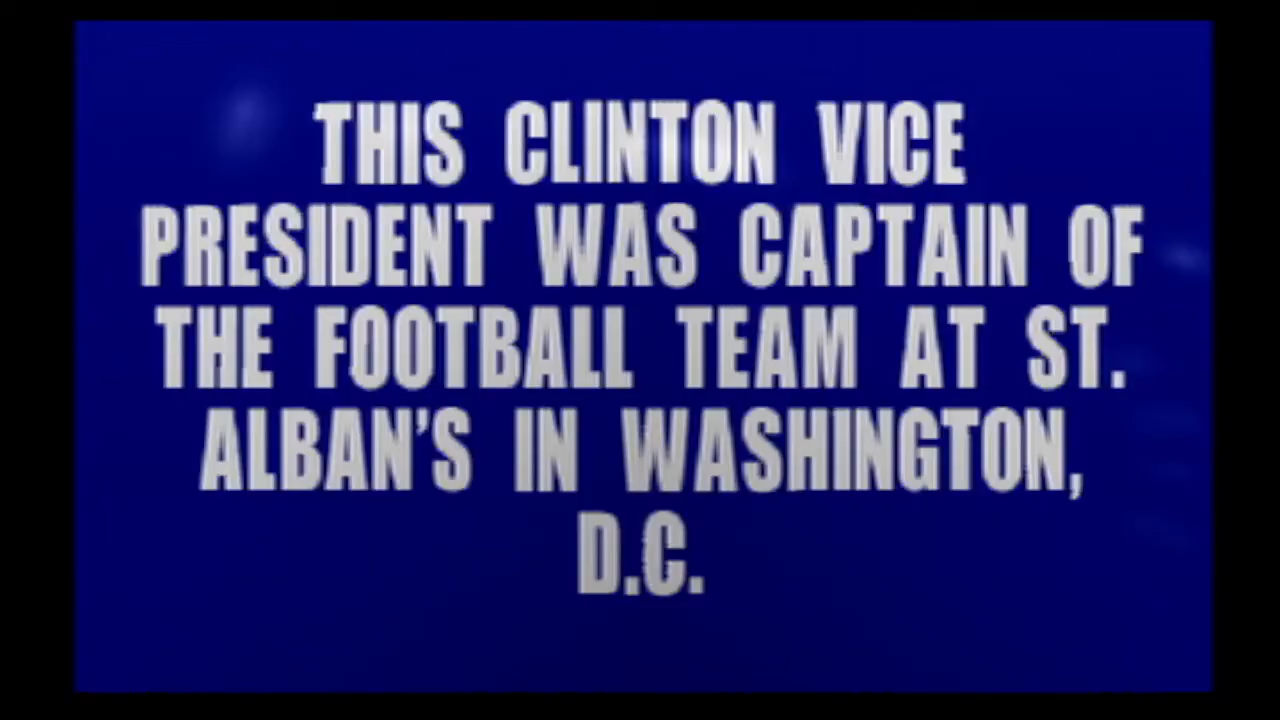 THIS CLINTON VICE
PRESIDENT WAS CAPTAIN OF
THE FOOTBALL TEAM AT ST.
ALBAN'S IN WASHINGTON,
D.C.